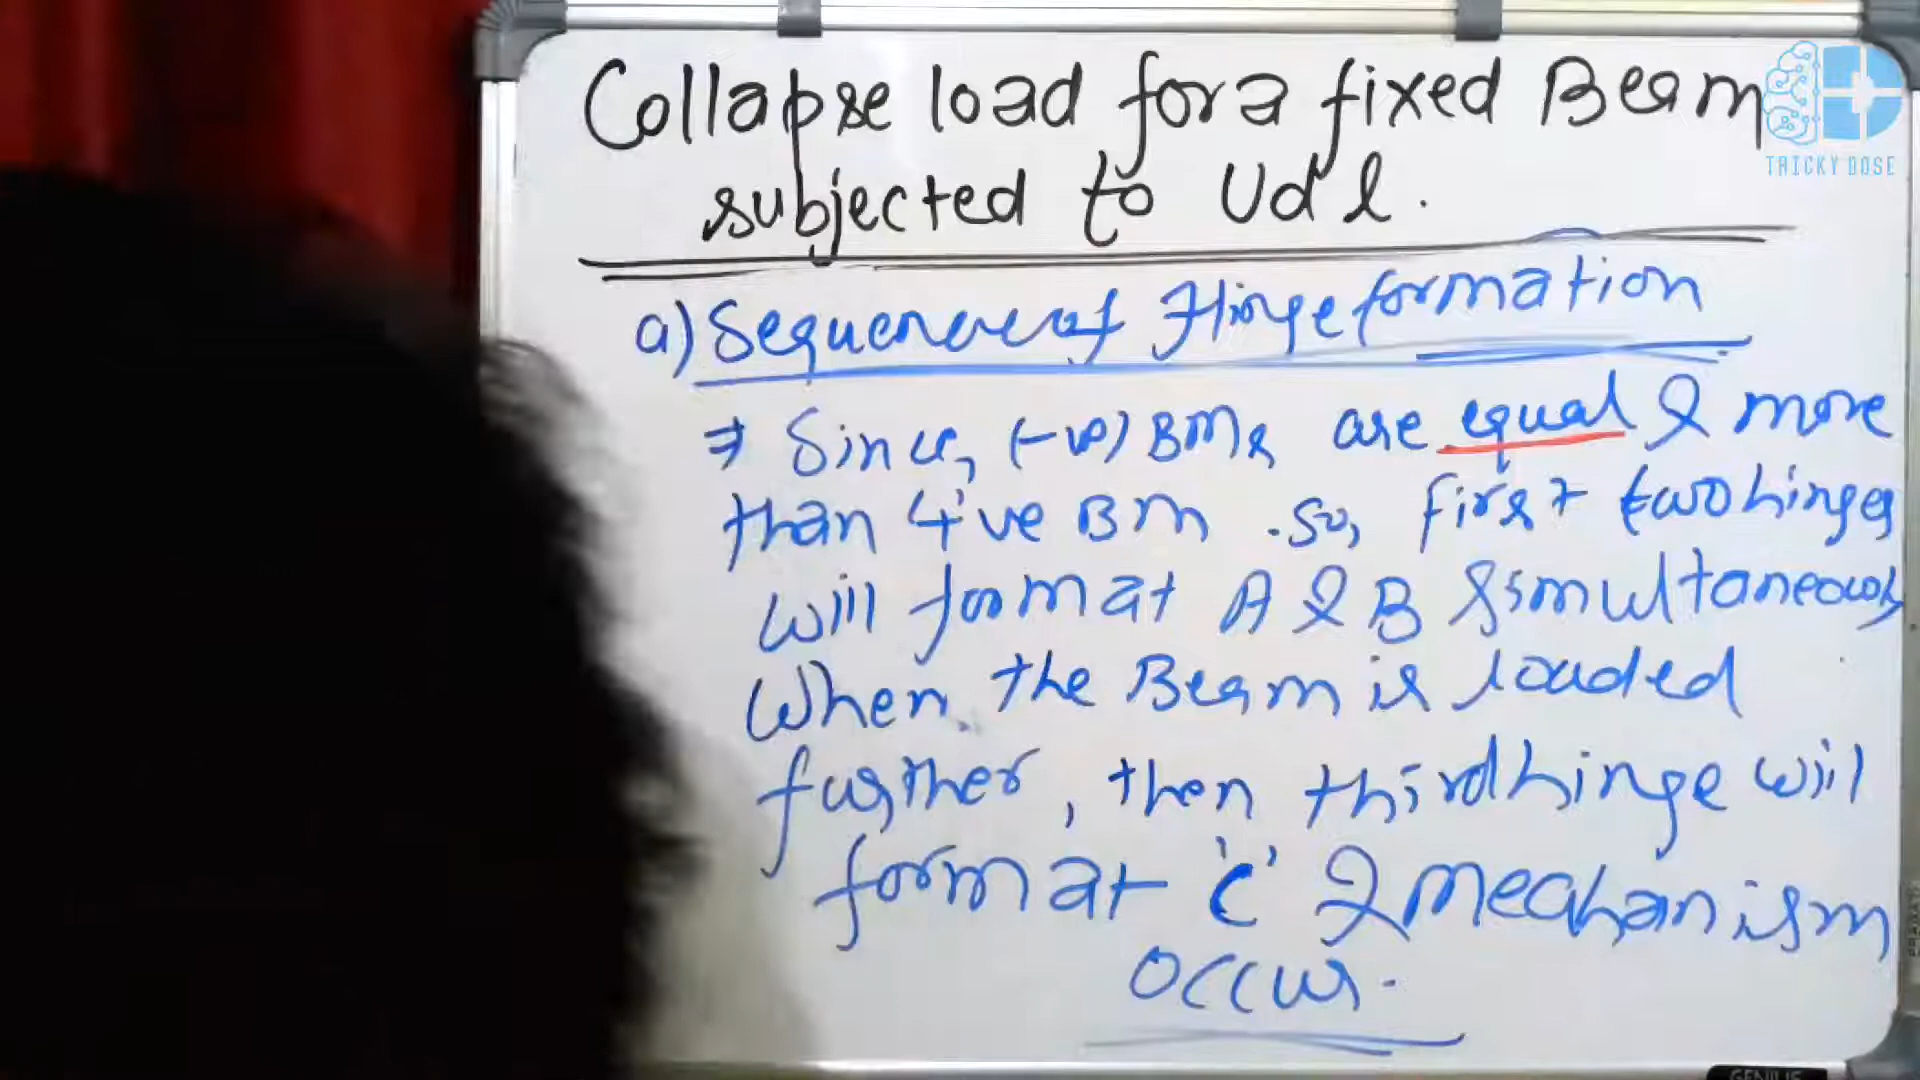 Collapse load for a fixed Beam
subjected to Udl.
TRICKY DOSE
a) Sequence of Hinge formation
⇒ Since, (-ve) BMs are equal & more
than +'ve BM. So, first two hinges
will form at A & B simultaneously
When the Beam is loaded
further, then third hinge will
form at 'C' & mechanism
occur.
GENIUS